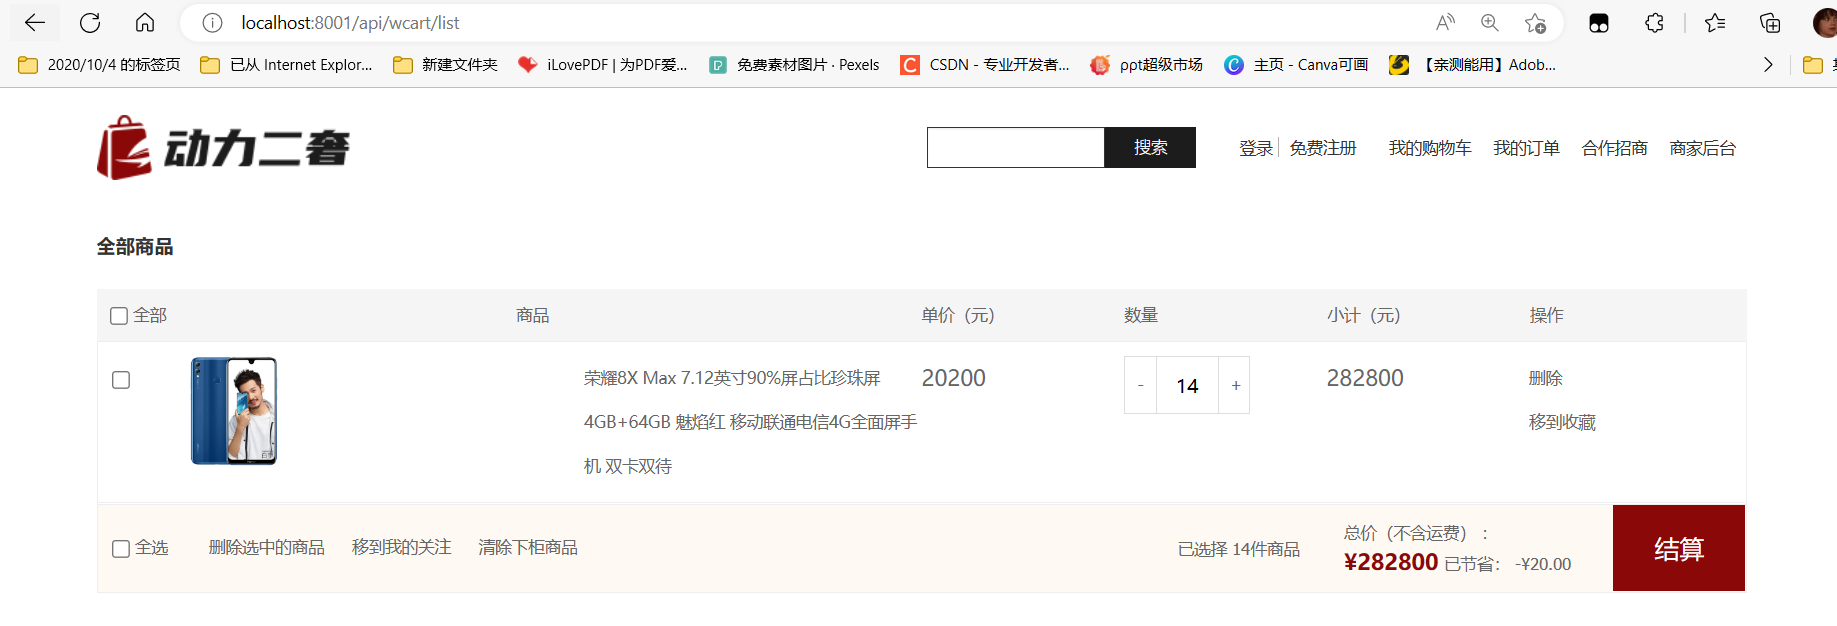 localhost:8001/api/wcart/list
2020/10/4 的标签页 已从 Internet Explor... 新建文件夹 iLovePDF | 为PDF爱... 免费素材图片 · Pexels CSDN - 专业开发者... ppt超级市场 主页 - Canva可画 【亲测能用】Adob...
动力二奢 搜索 登录 免费注册 我的购物车 我的订单 合作招商 商家后台
全部商品
全部 商品 单价（元） 数量 小计（元） 操作
荣耀8X Max 7.12英寸90%屏占比珍珠屏 20200 - 14 + 282800 删除
4GB+64GB 魅焰红 移动联通电信4G全面屏手 移到收藏
机 双卡双待
全选 删除选中的商品 移到我的关注 清除下柜商品 已选择 14件商品 总价（不含运费）： 结算
¥282800 已节省： -¥20.00